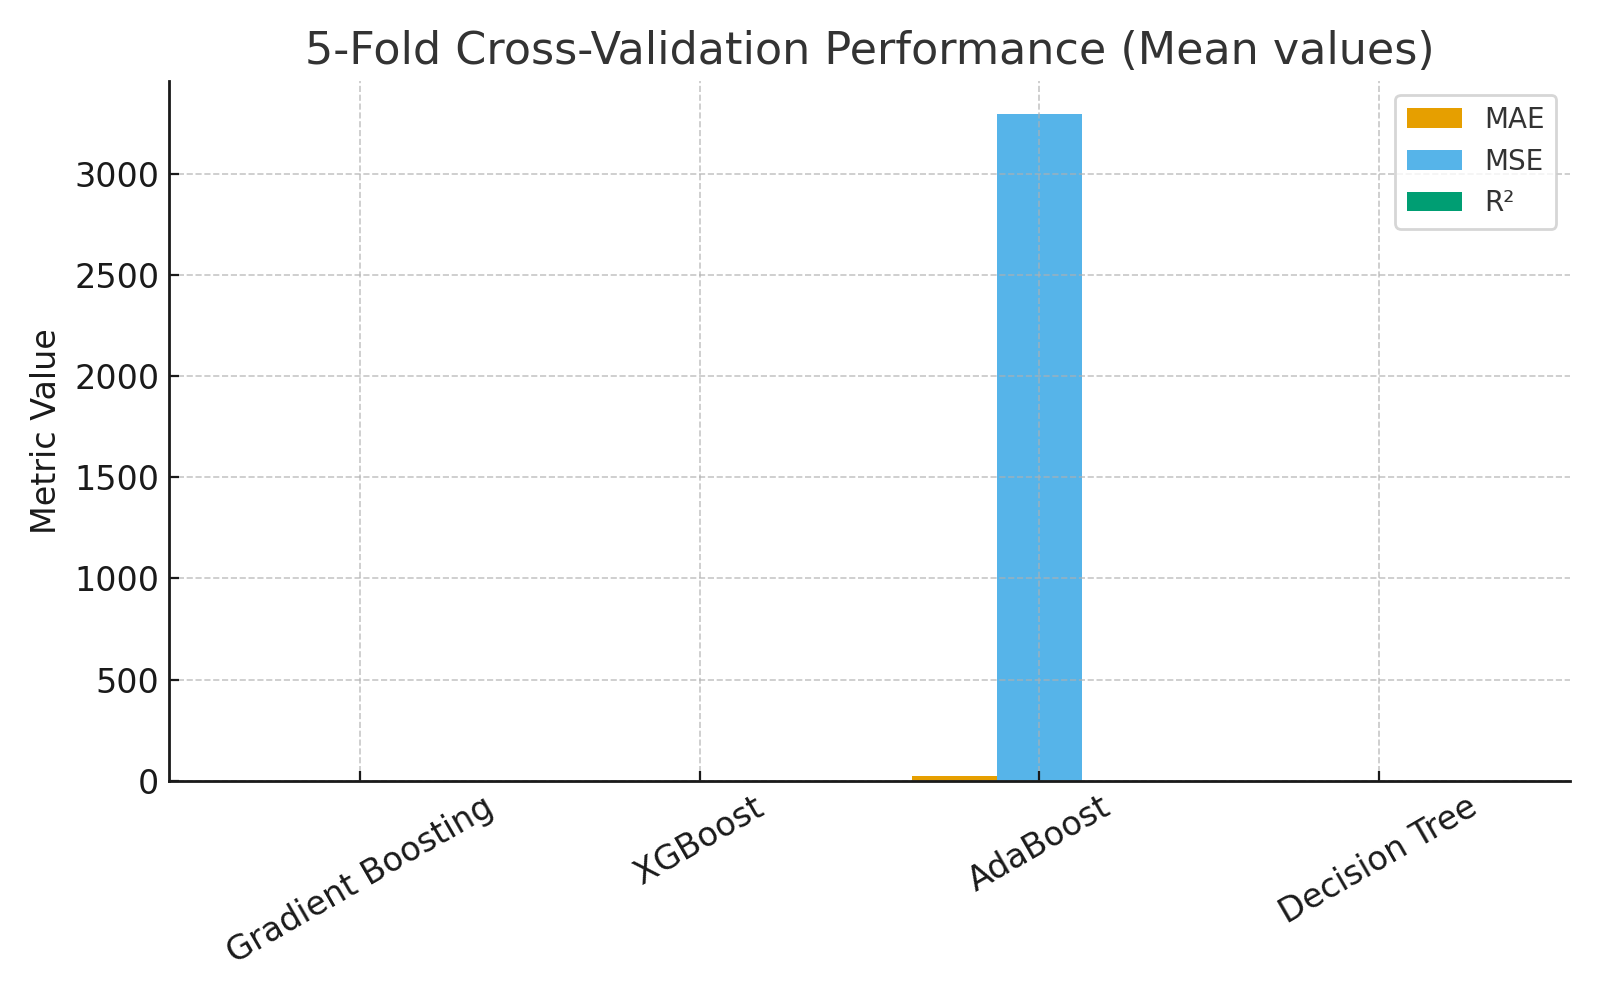 5-Fold Cross-Validation Performance (Mean values)
MAE
MSE
R²
Metric Value
3000
2500
2000
1500
1000
500
0
Gradient Boosting
XGBoost
AdaBoost
Decision Tree